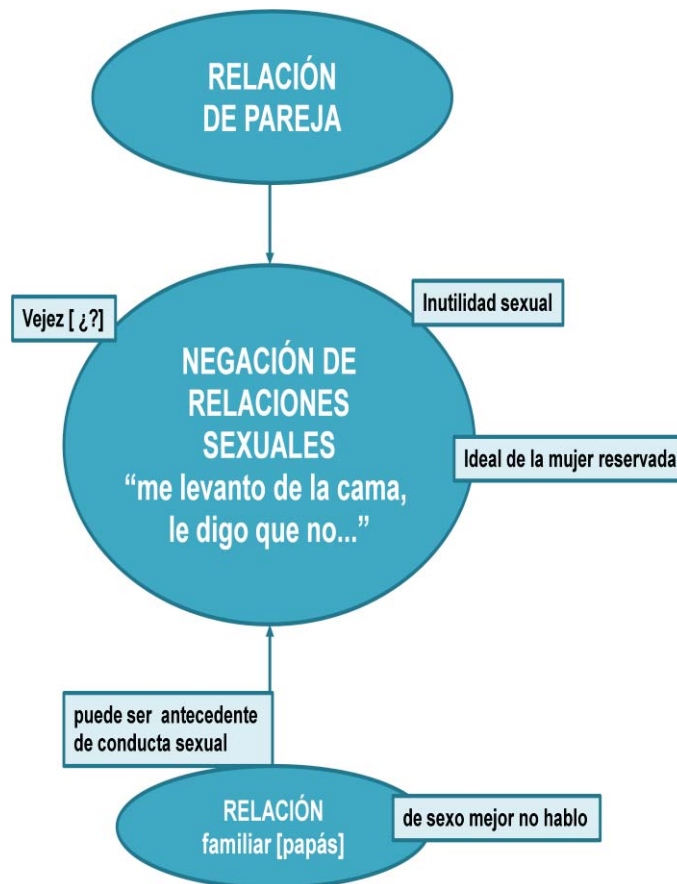 RELACIÓN
DE PAREJA
Vejez [ ¿?]
Inutilidad sexual
NEGACIÓN DE
RELACIONES
SEXUALES
“me levanto de la cama,
le digo que no...”
Ideal de la mujer reservada
puede ser antecedente
de conducta sexual
RELACIÓN
familiar [papás]
de sexo mejor no hablo